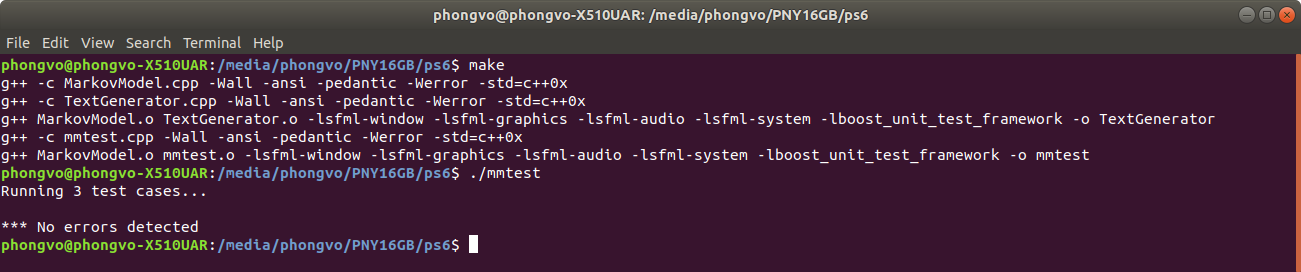 phongvo@phongvo-X510UAR: /media/phongvo/PNY16GB/ps6
File Edit View Search Terminal Help
phongvo@phongvo-X510UAR:/media/phongvo/PNY16GB/ps6$ make
g++ -c MarkovModel.cpp -Wall -ansi -pedantic -Werror -std=c++0x
g++ -c TextGenerator.cpp -Wall -ansi -pedantic -Werror -std=c++0x
g++ MarkovModel.o TextGenerator.o -lsfml-window -lsfml-graphics -lsfml-audio -lsfml-system -lboost_unit_test_framework -o TextGenerator
g++ -c mmtest.cpp -Wall -ansi -pedantic -Werror -std=c++0x
g++ MarkovModel.o mmtest.o -lsfml-window -lsfml-graphics -lsfml-audio -lsfml-system -lboost_unit_test_framework -o mmtest
phongvo@phongvo-X510UAR:/media/phongvo/PNY16GB/ps6$ ./mmtest
Running 3 test cases...
*** No errors detected
phongvo@phongvo-X510UAR:/media/phongvo/PNY16GB/ps6$